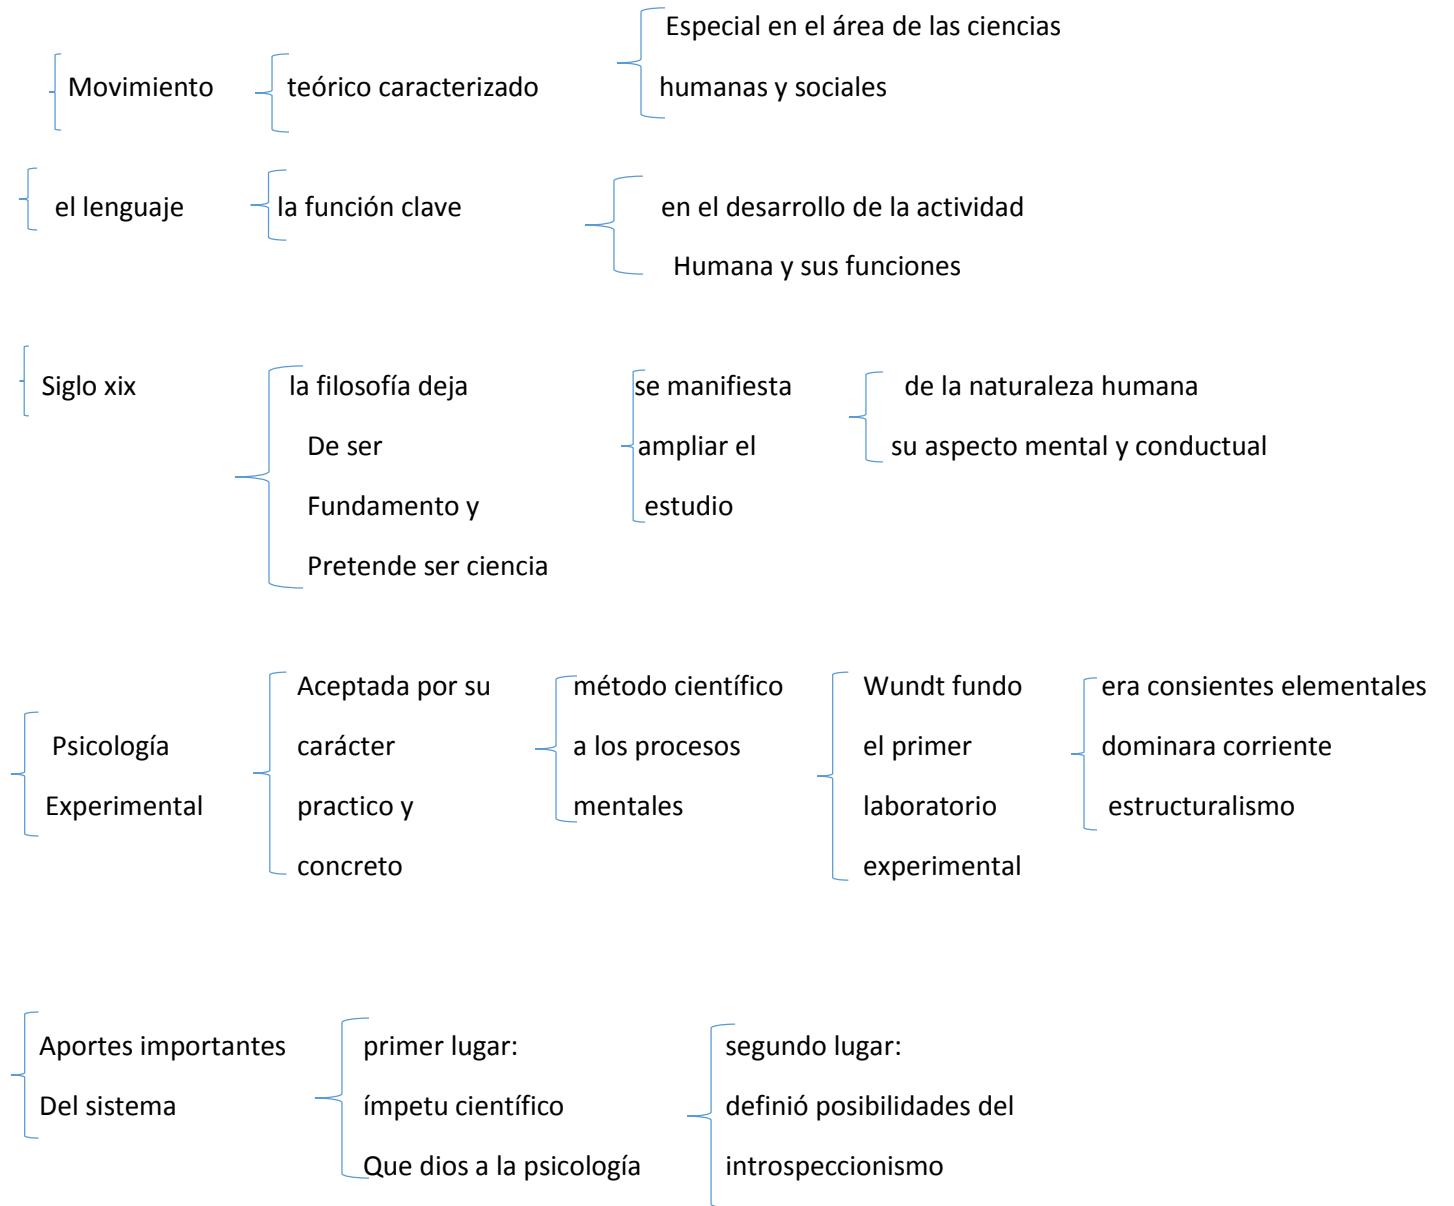 Especial en el área de las ciencias
Movimiento teórico caracterizado humanas y sociales
el lenguaje la función clave en el desarrollo de la actividad
Humana y sus funciones
Siglo xix la filosofía deja se manifiesta de la naturaleza humana
De ser ampliar el su aspecto mental y conductual
Fundamento y estudio
Pretende ser ciencia
Aceptada por su método científico Wundt fundo era consientes elementales
Psicología carácter a los procesos el primer dominara corriente
Experimental practico y mentales laboratorio estructuralismo
concreto experimental
Aportes importantes primer lugar: segundo lugar:
Del sistema ímpetu científico definió posibilidades del
Que dios a la psicología introspeccionismo